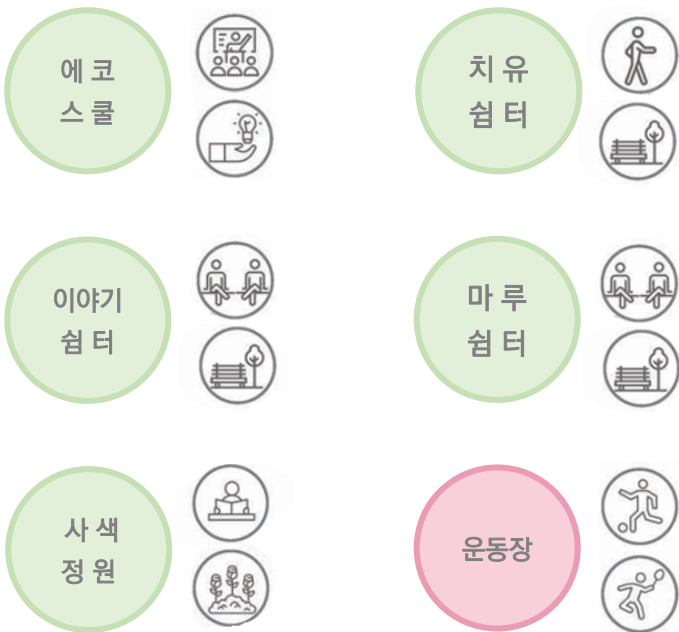 에 코
스 쿨
치 유
쉼 터
이야기
쉼 터
마 루
쉼 터
사 색
정 원
운동장